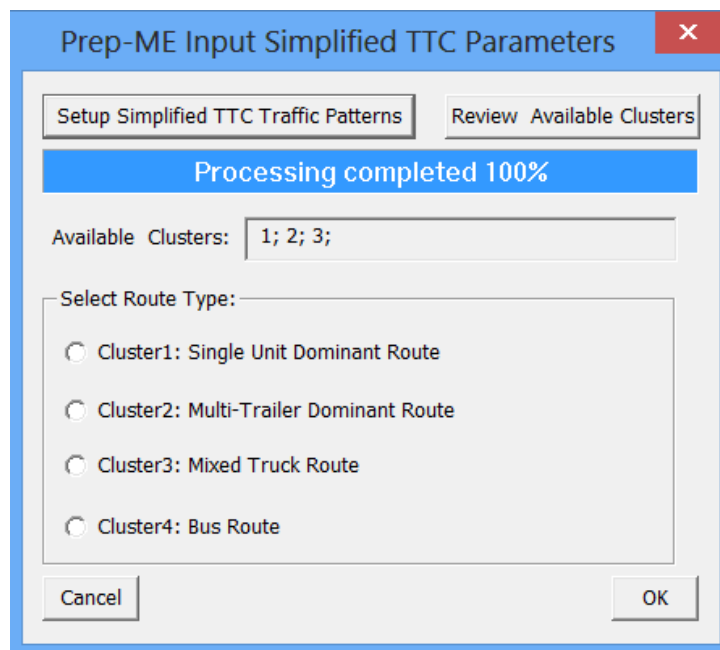 Prep-ME Input Simplified TTC Parameters
Setup Simplified TTC Traffic Patterns
Review Available Clusters
Processing completed 100%
Available Clusters: 1; 2; 3;
Select Route Type:
Cluster1: Single Unit Dominant Route
Cluster2: Multi-Trailer Dominant Route
Cluster3: Mixed Truck Route
Cluster4: Bus Route
Cancel
OK